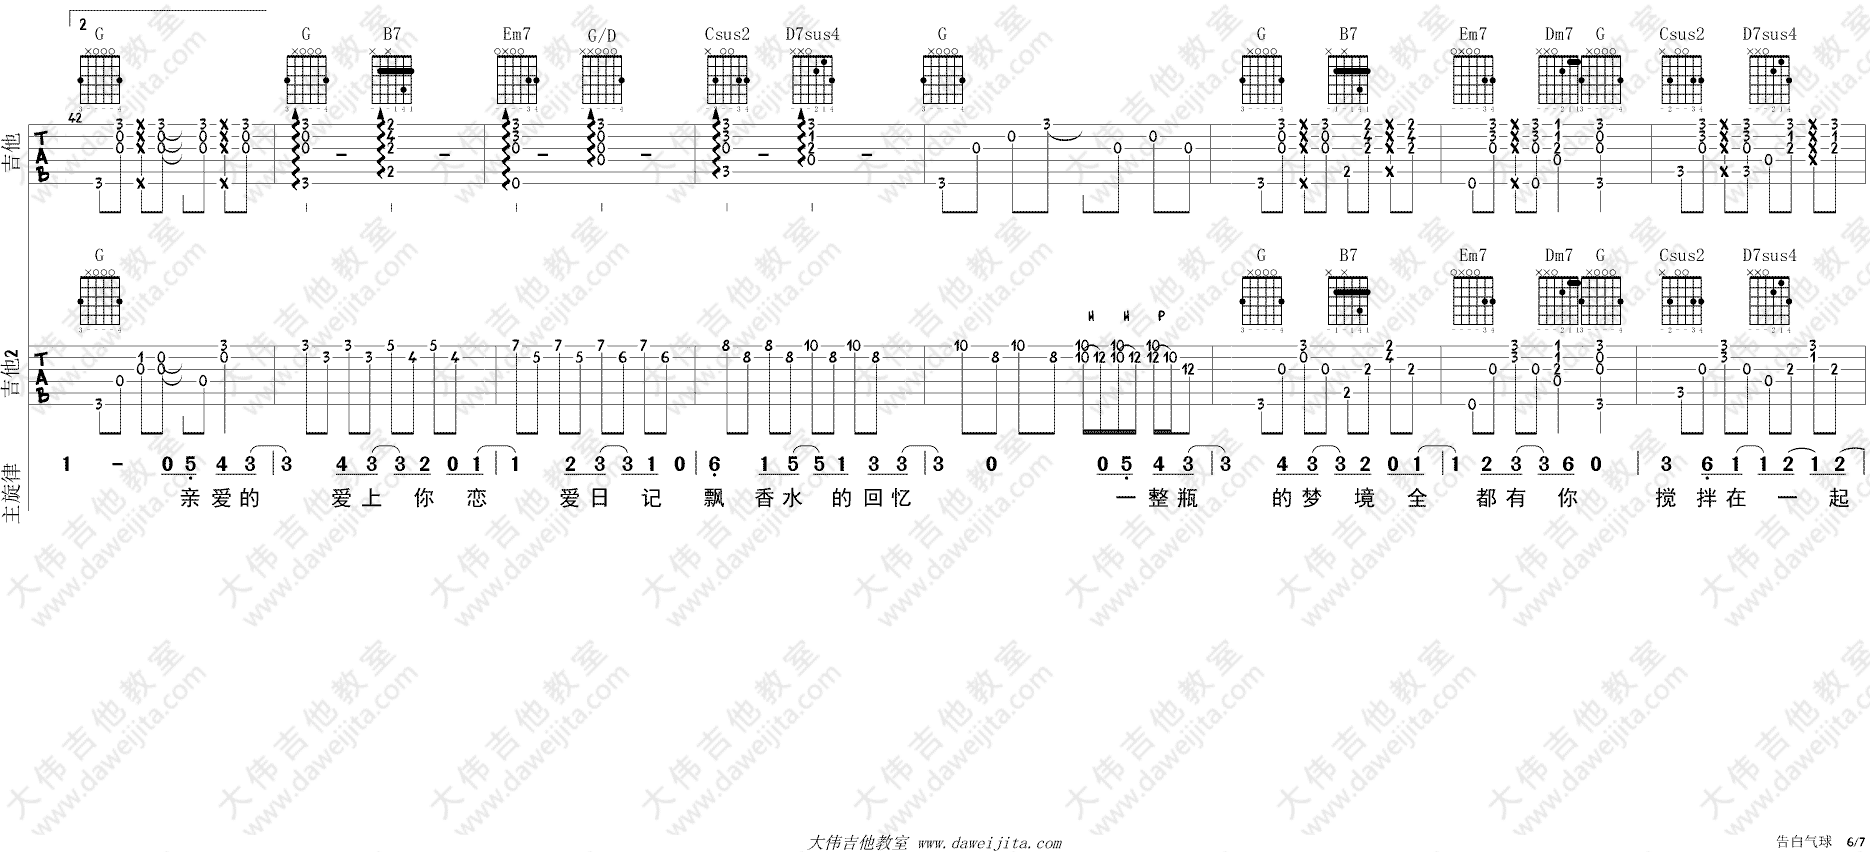 2
G G B7 Em7 G/D Csus2 D7sus4 G G B7 Em7 Dm7 G Csus2 D7sus4
42
吉他
TAB
G G B7 Em7 Dm7 G Csus2 D7sus4
H H P
吉他2
TAB
主旋律
1 - 0 5 4 3 3 4 3 3 2 0 1 1 2 3 3 1 0 6 1 5 5 1 3 3 3 0 0 5 4 3 3 4 3 3 2 0 1 1 2 3 3 6 0 3 6 1 1 2 1 2
亲 爱 的 爱 上 你 恋 爱 日 记 飘 香 水 的 回 忆 一 整 瓶 的 梦 境 全 都 有 你 搅 拌 在 一 起
大伟吉他教室 www.daweijita.com
告白气球 6/7